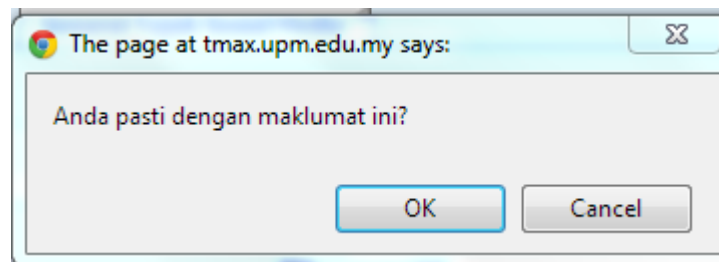 The page at tmax.upm.edu.my says:
Anda pasti dengan maklumat ini?
OK
Cancel